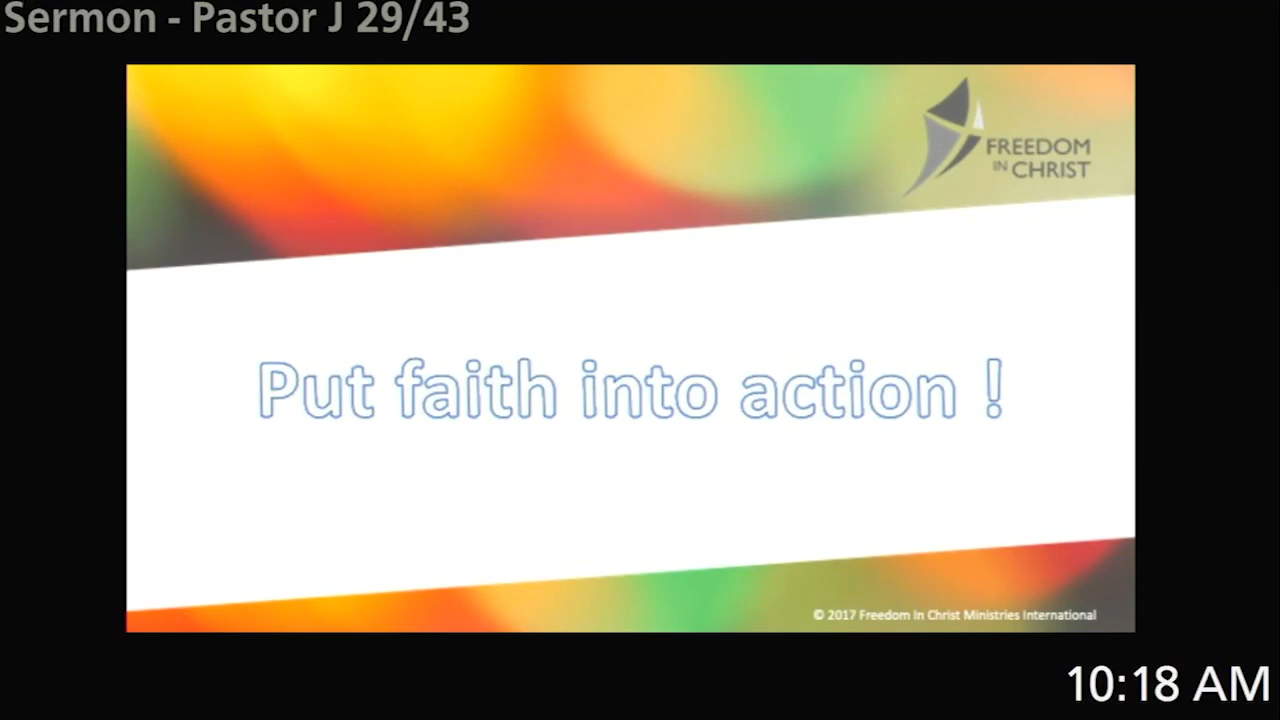 Sermon - Pastor J 29/43
FREEDOM
IN CHRIST
Put faith into action !
© 2017 Freedom In Christ Ministries International
10:18 AM